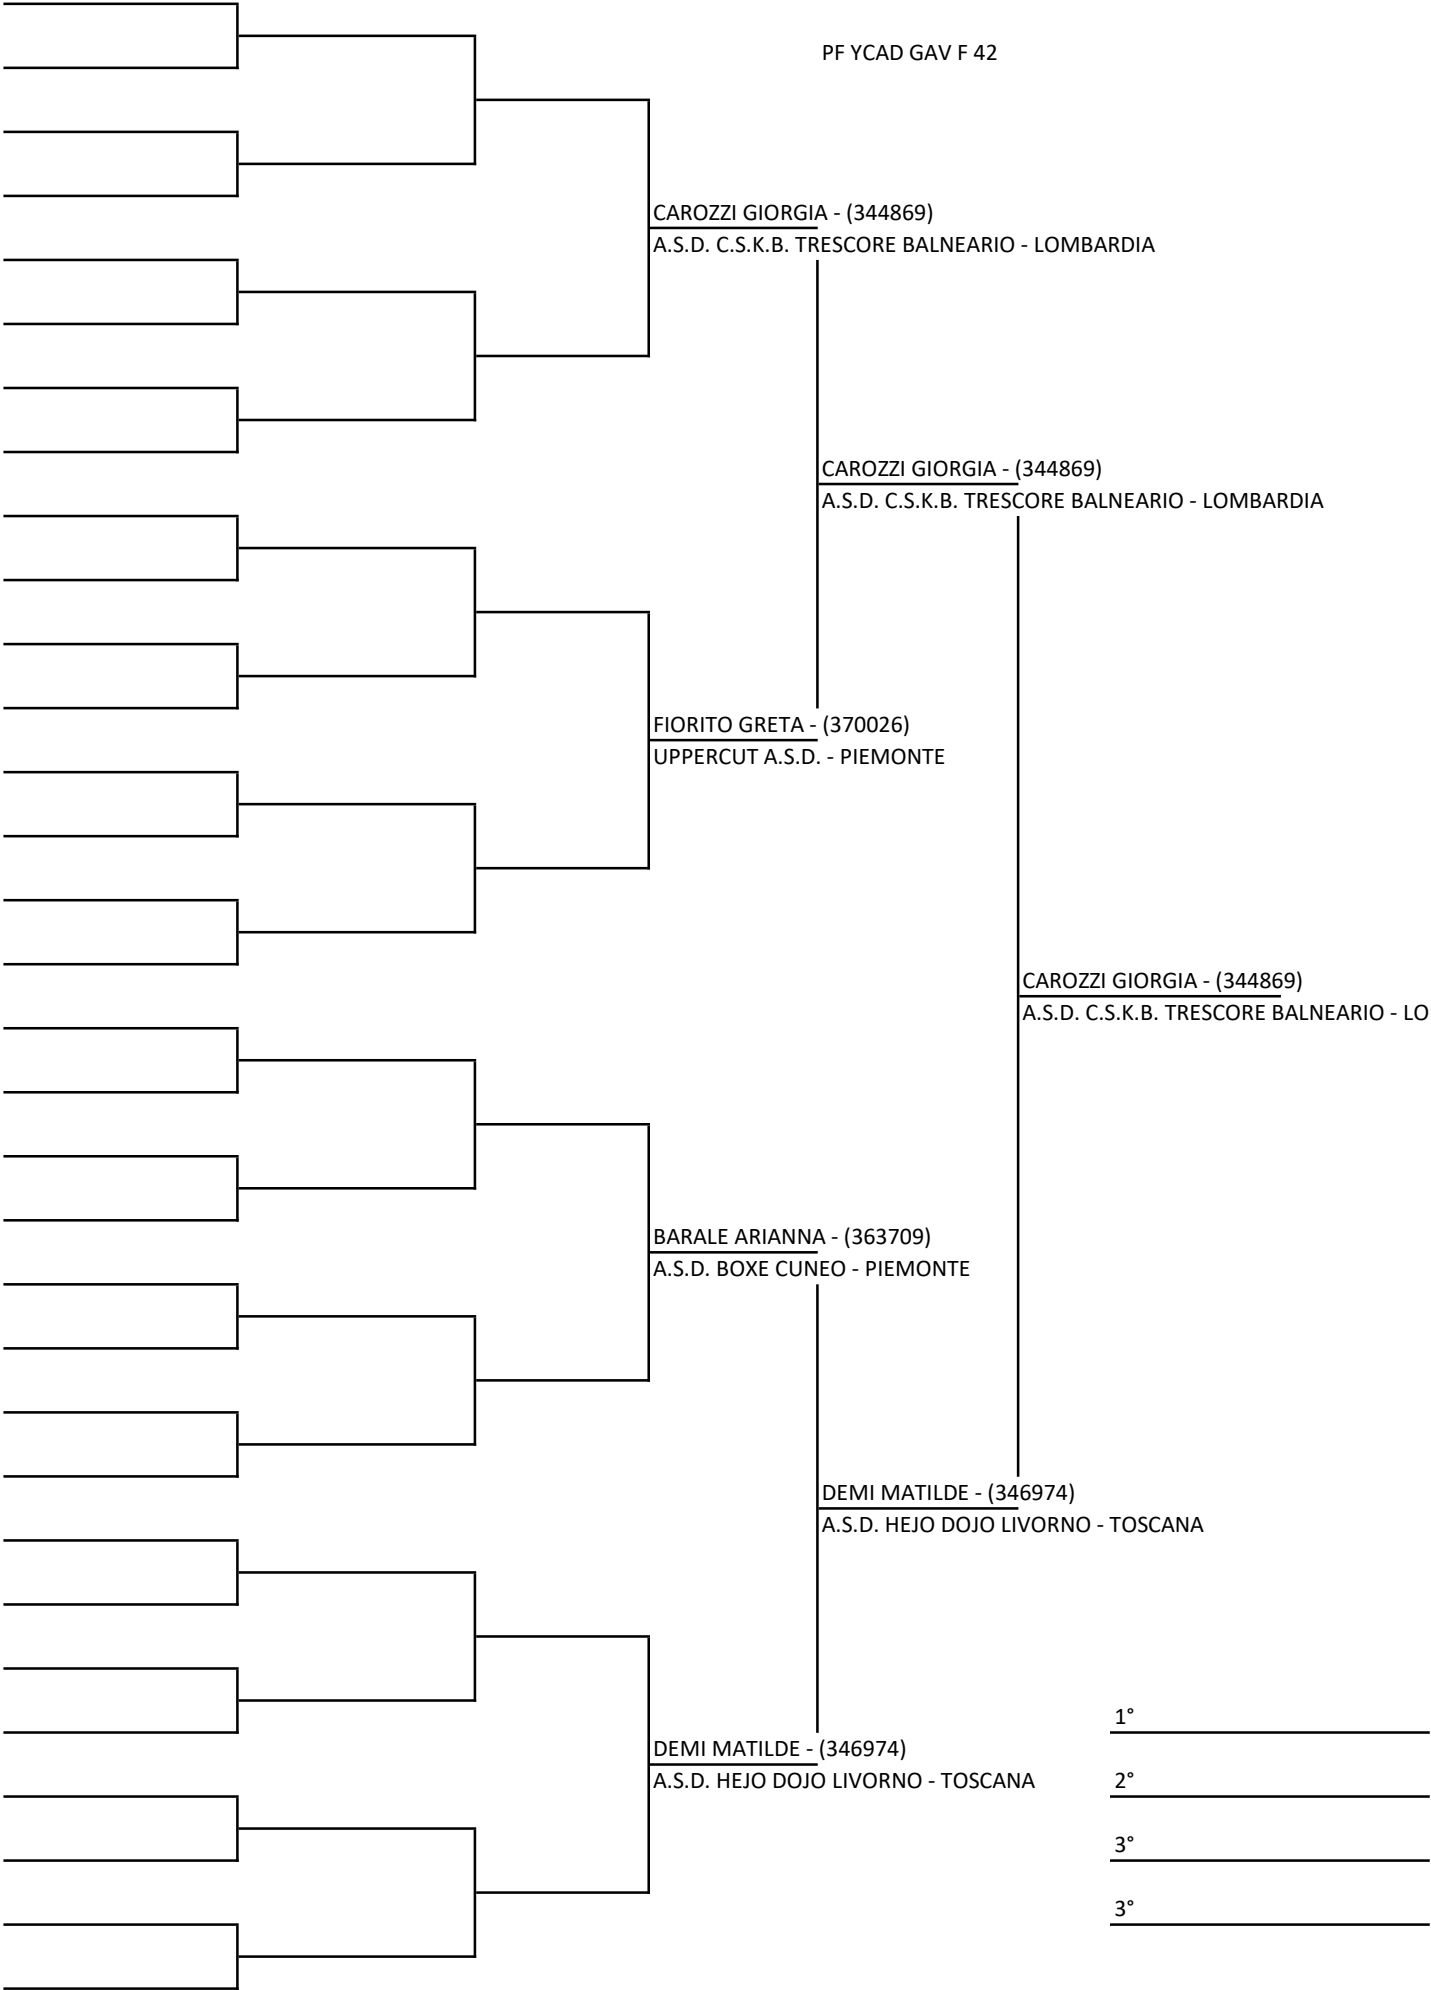 PF YCAD GAV F 42
CAROZZI GIORGIA - (344869)
A.S.D. C.S.K.B. TRESCORE BALNEARIO - LOMBARDIA
CAROZZI GIORGIA - (344869)
A.S.D. C.S.K.B. TRESCORE BALNEARIO - LOMBARDIA
FIORITO GRETA - (370026)
UPPERCUT A.S.D. - PIEMONTE
CAROZZI GIORGIA - (344869)
A.S.D. C.S.K.B. TRESCORE BALNEARIO - LO
BARALE ARIANNA - (363709)
A.S.D. BOXE CUNEO - PIEMONTE
DEMI MATILDE - (346974)
A.S.D. HEJO DOJO LIVORNO - TOSCANA
DEMI MATILDE - (346974)
A.S.D. HEJO DOJO LIVORNO - TOSCANA
1°
2°
3°
3°